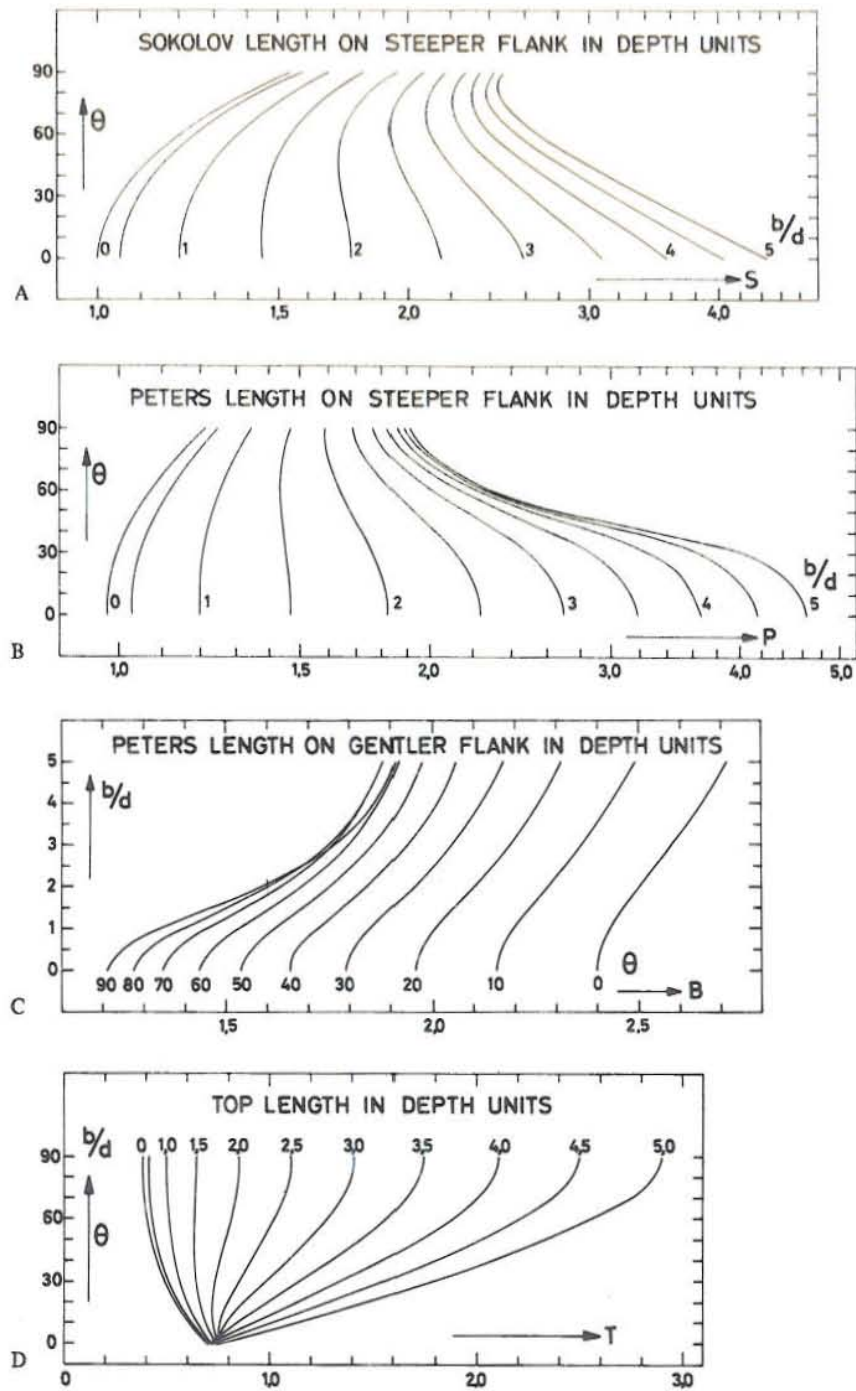 SOKOLOV LENGTH ON STEEPER FLANK IN DEPTH UNITS
90
60
30
0
θ
0 1 2 3 4 5 b/d
S
A
1,0 1,5 2,0 3,0 4,0
PETERS LENGTH ON STEEPER FLANK IN DEPTH UNITS
90
60
30
0
θ
0 1 2 3 4 5 b/d
P
B
1,0 1,5 2,0 3,0 4,0 5,0
PETERS LENGTH ON GENTLER FLANK IN DEPTH UNITS
5
4
3
2
1
0
b/d
90 80 70 60 50 40 30 20 10 0 θ
B
C
1,5 2,0 2,5
TOP LENGTH IN DEPTH UNITS
b/d 0 1,0 1,5 2,0 2,5 3,0 3,5 4,0 4,5 5,0
90
60
30
0
θ
T
D
0 1,0 2,0 3,0